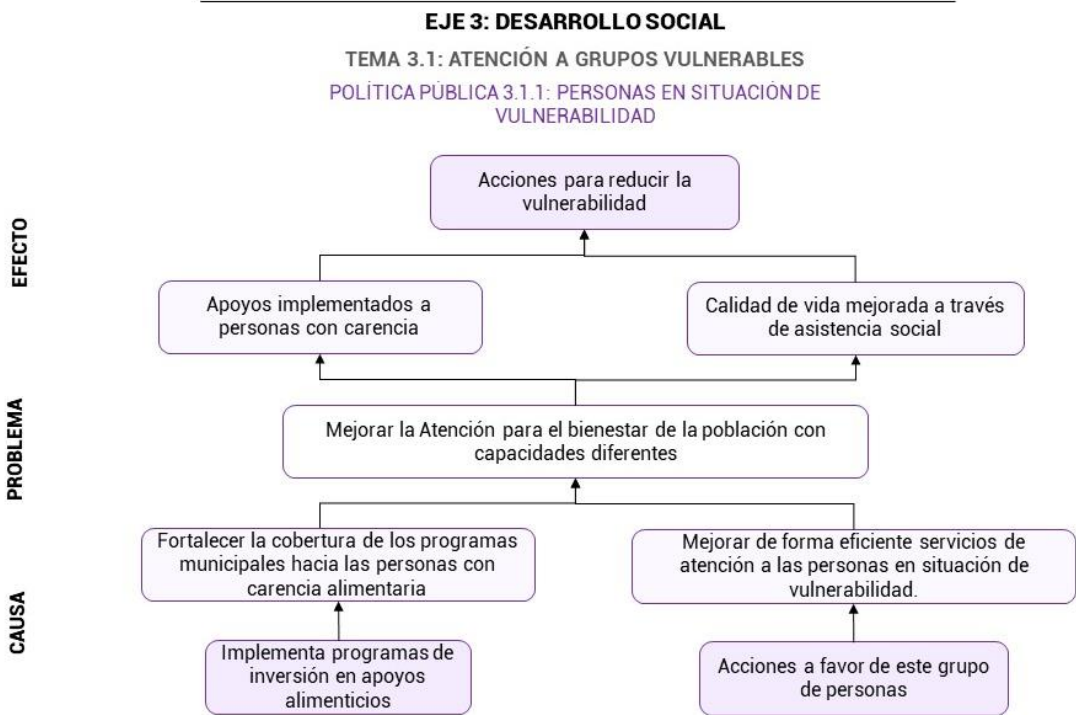 EJE 3: DESARROLLO SOCIAL
TEMA 3.1: ATENCIÓN A GRUPOS VULNERABLES
POLÍTICA PÚBLICA 3.1.1: PERSONAS EN SITUACIÓN DE
VULNERABILIDAD
EFECTO
Acciones para reducir la
vulnerabilidad
Apoyos implementados a
personas con carencia
Calidad de vida mejorada a través
de asistencia social
PROBLEMA
Mejorar la Atención para el bienestar de la población con
capacidades diferentes
CAUSA
Fortalecer la cobertura de los programas
municipales hacia las personas con
carencia alimentaria
Mejorar de forma eficiente servicios de
atención a las personas en situación de
vulnerabilidad.
Implementa programas de
inversión en apoyos
alimenticios
Acciones a favor de este grupo
de personas